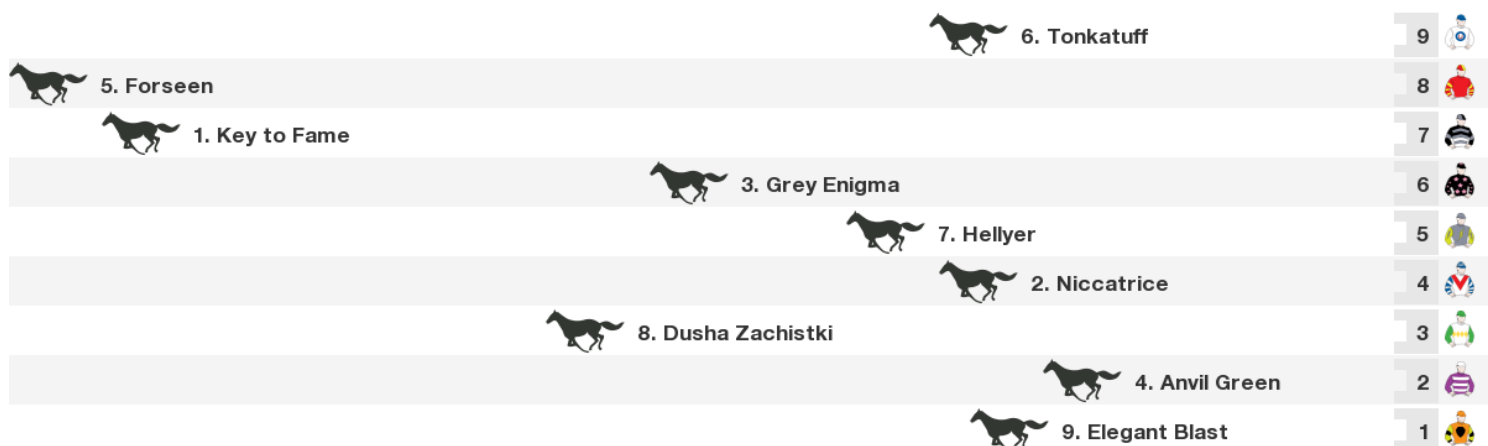 6. Tonkatuff 9
5. Forseen 8
1. Key to Fame 7
3. Grey Enigma 6
7. Hellyer 5
2. Niccatrice 4
8. Dusha Zachistki 3
4. Anvil Green 2
9. Elegant Blast 1